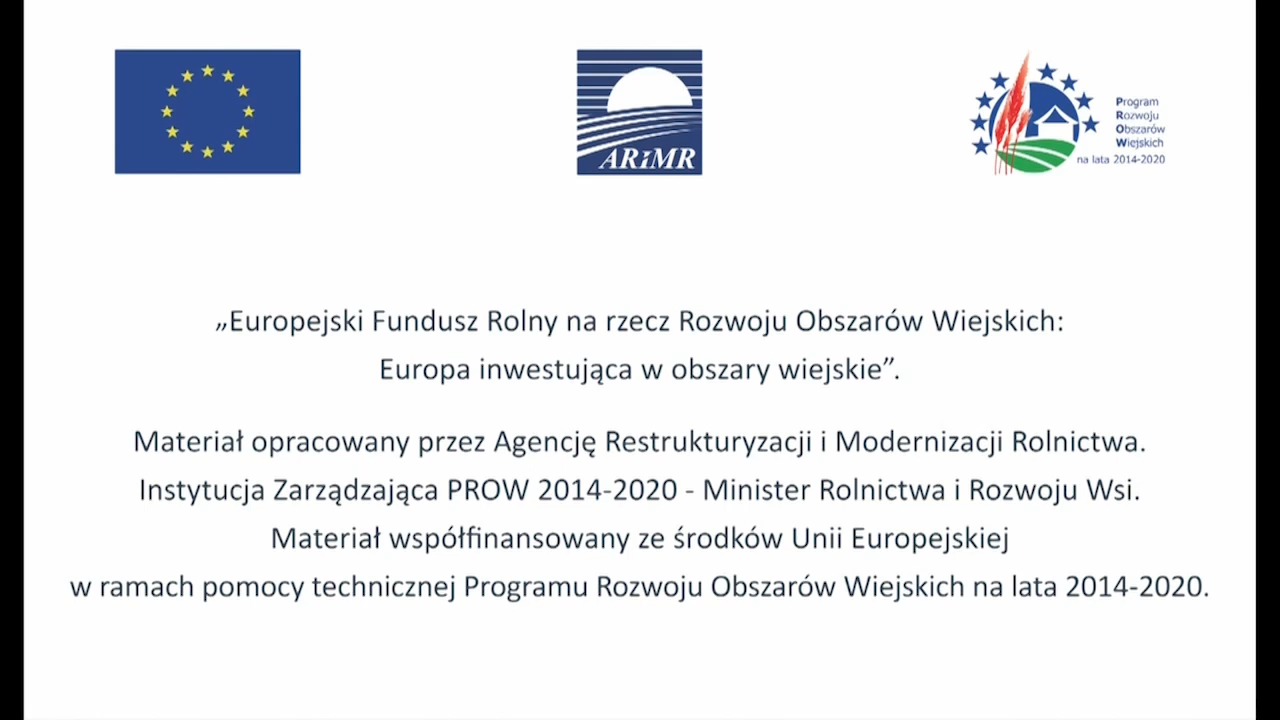 ARiMR
Program
Rozwoju
Obszarów
Wiejskich
na lata 2014-2020
„Europejski Fundusz Rolny na rzecz Rozwoju Obszarów Wiejskich:
Europa inwestująca w obszary wiejskie”.
Materiał opracowany przez Agencję Restrukturyzacji i Modernizacji Rolnictwa.
Instytucja Zarządzająca PROW 2014-2020 - Minister Rolnictwa i Rozwoju Wsi.
Materiał współfinansowany ze środków Unii Europejskiej
w ramach pomocy technicznej Programu Rozwoju Obszarów Wiejskich na lata 2014-2020.